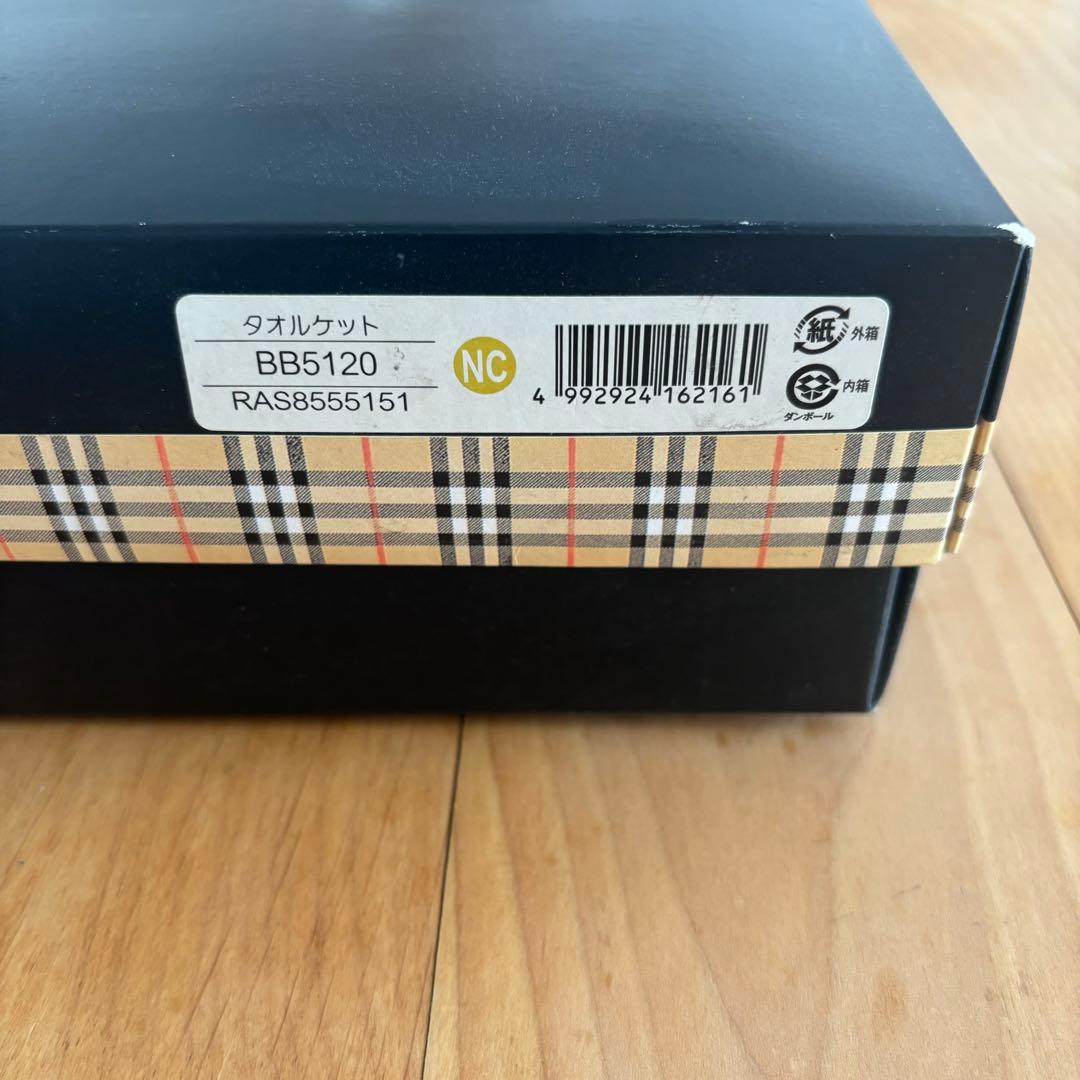 タオルケット
BB5120
RAS8555151
NC
4 992924 162161
紙 外箱
内箱
ダンボール